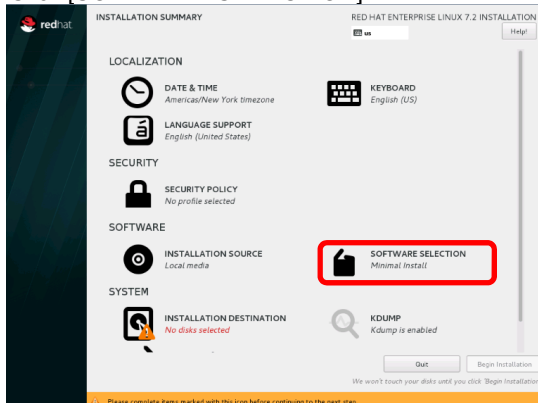 redhat
INSTALLATION SUMMARY
RED HAT ENTERPRISE LINUX 7.2 INSTALLATION
us
Help!
LOCALIZATION
DATE & TIME
Americas/New York timezone
KEYBOARD
English (US)
LANGUAGE SUPPORT
English (United States)
SECURITY
SECURITY POLICY
No profile selected
SOFTWARE
INSTALLATION SOURCE
Local media
SOFTWARE SELECTION
Minimal Install
SYSTEM
INSTALLATION DESTINATION
No disks selected
KDUMP
Kdump is enabled
Quit
Begin Installation
We won't touch your disks until you click 'Begin Installation
Please complete items marked with this icon before continuing to the next step.